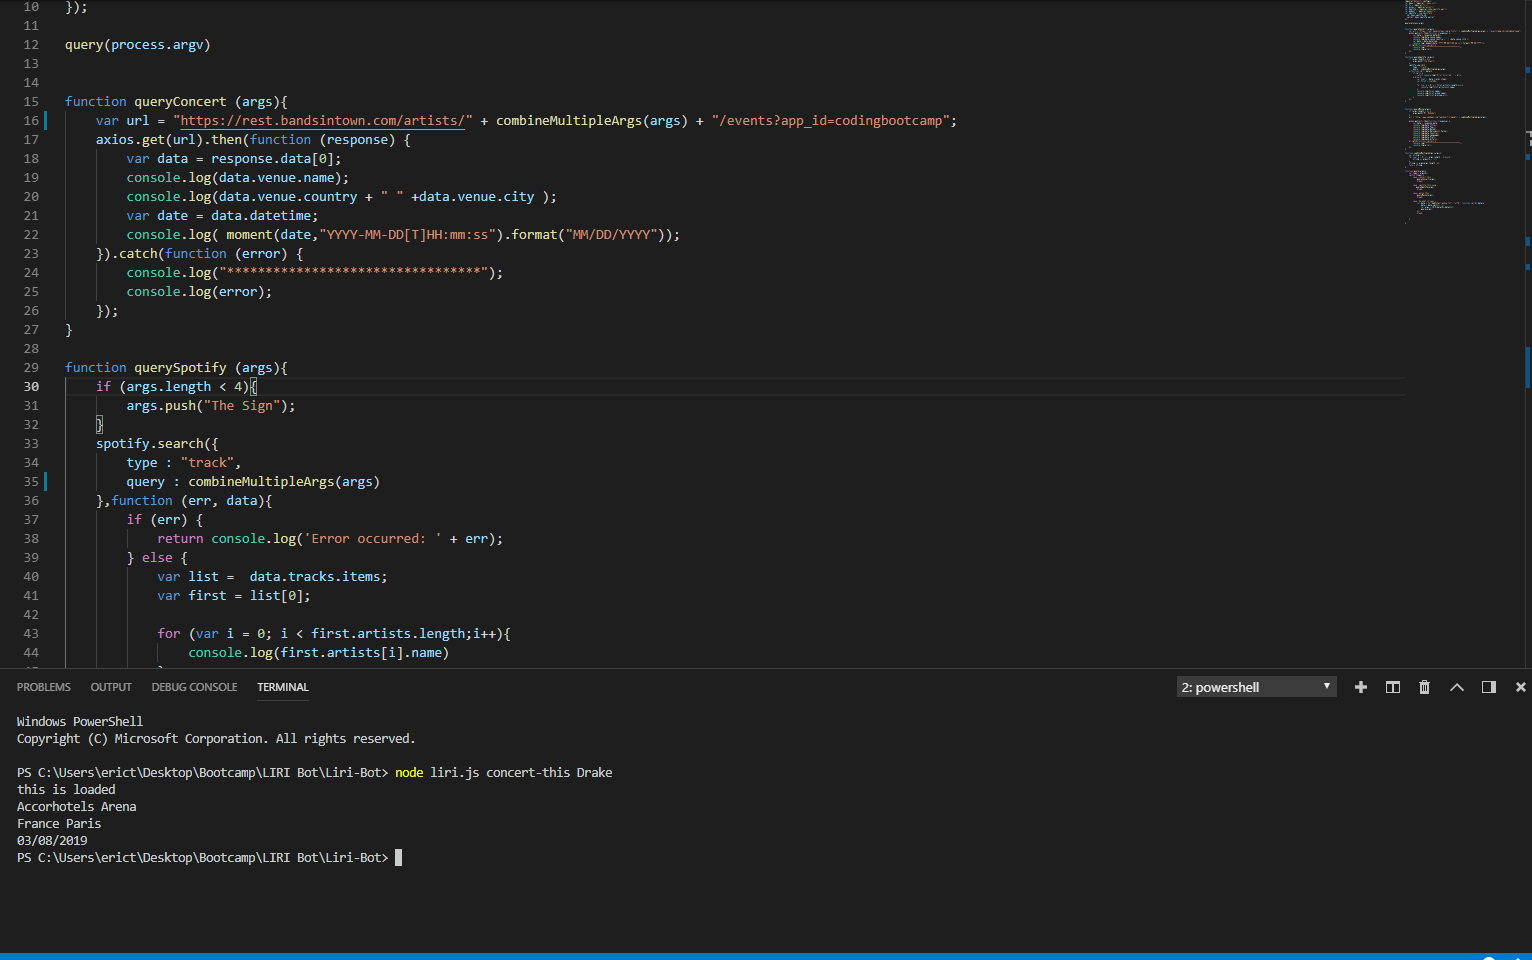 10 });
11
12 query(process.argv)
13
14
15 function queryConcert (args){
16 var url = "https://rest.bandsintown.com/artists/" + combineMultipleArgs(args) + "/events?app_id=codingbootcamp";
17 axios.get(url).then(function (response) {
18 var data = response.data[0];
19 console.log(data.venue.name);
20 console.log(data.venue.country + " " +data.venue.city );
21 var date = data.datetime;
22 console.log( moment(date,"YYYY-MM-DD[T]HH:mm:ss").format("MM/DD/YYYY"));
23 }).catch(function (error) {
24 console.log("*********************************");
25 console.log(error);
26 });
27 }
28
29 function querySpotify (args){
30 if (args.length < 4){
31 args.push("The Sign");
32 }
33 spotify.search({
34 type : "track",
35 query : combineMultipleArgs(args)
36 },function (err, data){
37 if (err) {
38 return console.log('Error occurred: ' + err);
39 } else {
40 var list =  data.tracks.items;
41 var first = list[0];
42
43 for (var i = 0; i < first.artists.length;i++){
44 console.log(first.artists[i].name)
PROBLEMS OUTPUT DEBUG CONSOLE TERMINAL 2: powershell
Windows PowerShell
Copyright (C) Microsoft Corporation. All rights reserved.
PS C:\Users\erict\Desktop\Bootcamp\LIRI Bot\Liri-Bot> node liri.js concert-this Drake
this is loaded
Accorhotels Arena
France Paris
03/08/2019
PS C:\Users\erict\Desktop\Bootcamp\LIRI Bot\Liri-Bot>